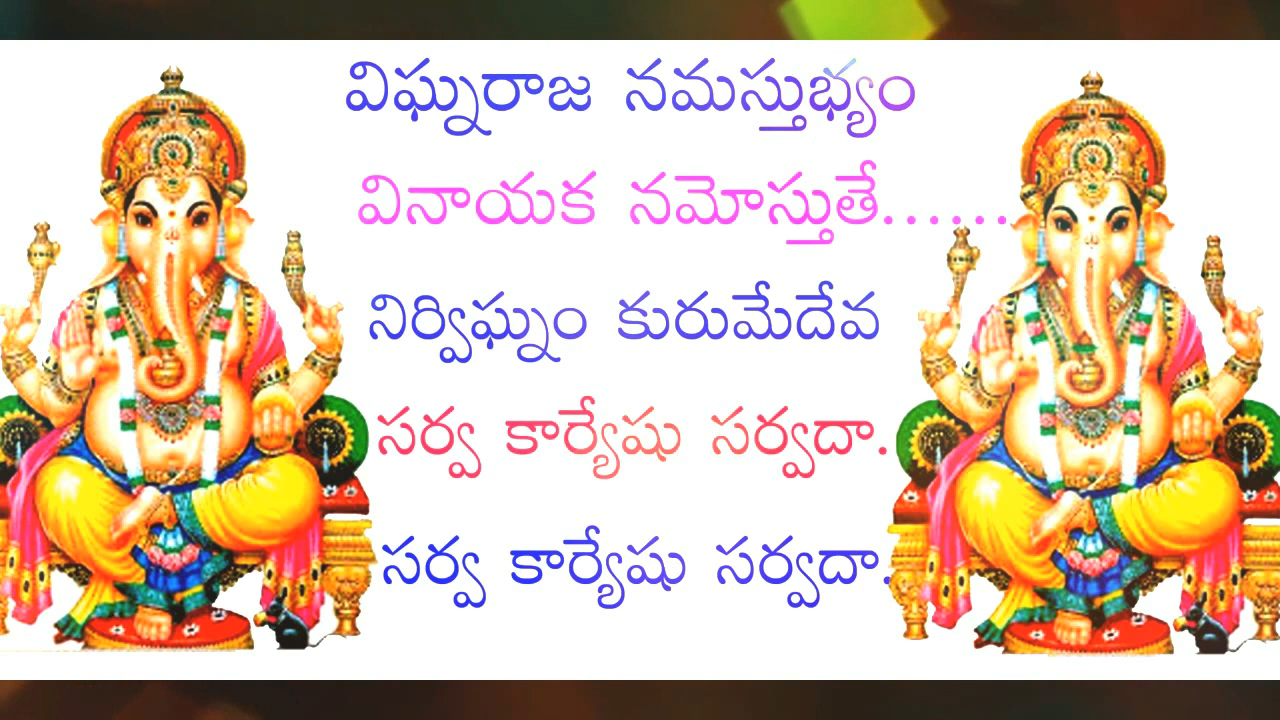 విఘ్నరాజ నమస్తుభ్యం
వినాయక నమోస్తుతే......
నిర్విఘ్నం కురుమేదేవ
సర్వ కార్యేషు సర్వదా.
సర్వ కార్యేషు సర్వదా.